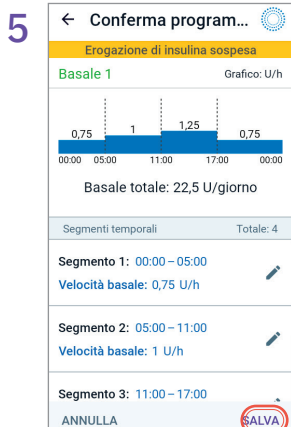 5
Conferma program...
Erogazione di insulina sospesa
Basale 1 Grafico: U/h
0,75 1 1,25 0,75
00:00 05:00 11:00 17:00 00:00
Basale totale: 22,5 U/giorno
Segmenti temporali Totale: 4
Segmento 1: 00:00 – 05:00
Velocità basale: 0,75 U/h
Segmento 2: 05:00 – 11:00
Velocità basale: 1 U/h
Segmento 3: 11:00 – 17:00
ANNULLA SALVA